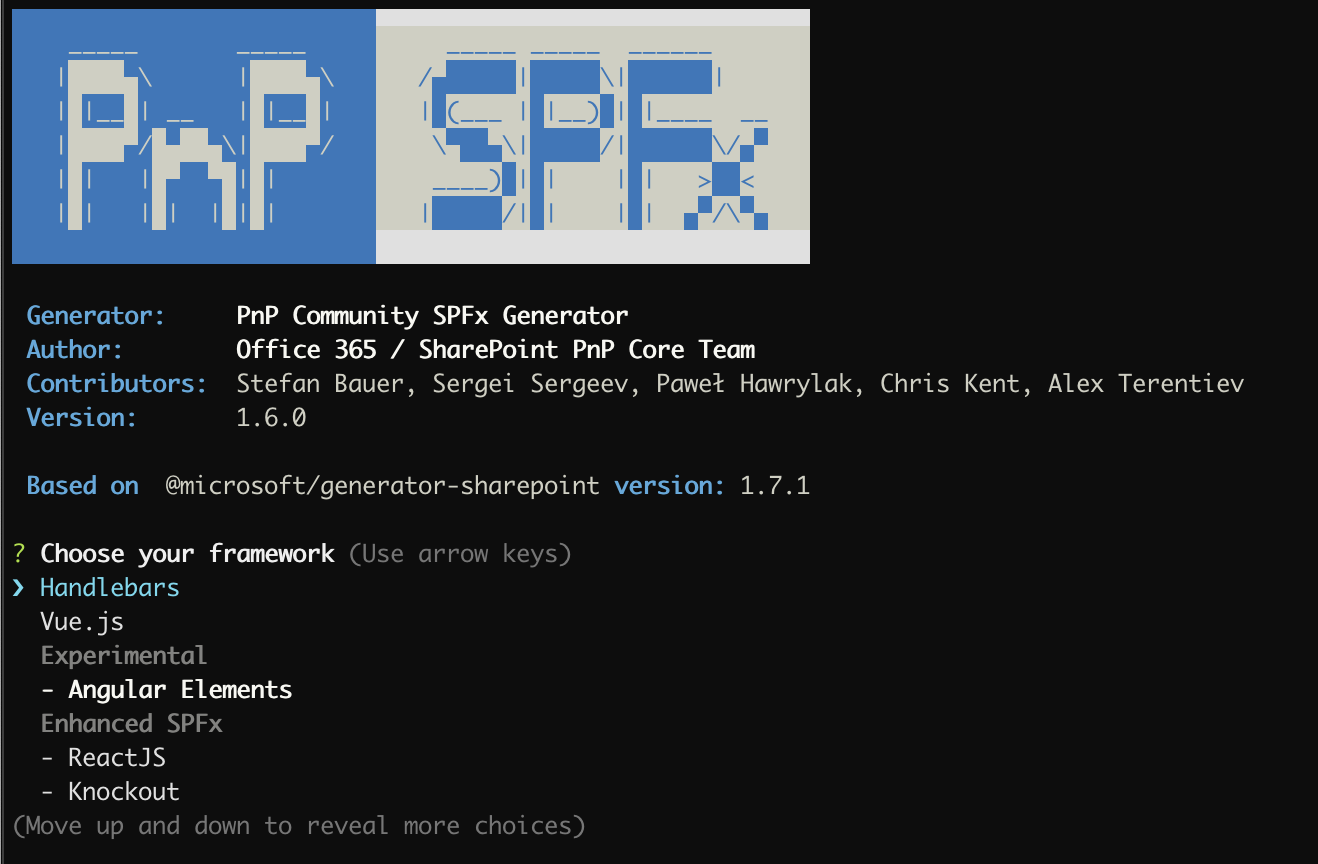 PnP SPFx
Generator: PnP Community SPFx Generator
Author: Office 365 / SharePoint PnP Core Team
Contributors: Stefan Bauer, Sergei Sergeev, Paweł Hawrylak, Chris Kent, Alex Terentiev
Version: 1.6.0
Based on @microsoft/generator-sharepoint version: 1.7.1
? Choose your framework (Use arrow keys)
❯ Handlebars
Vue.js
Experimental
- Angular Elements
Enhanced SPFx
- ReactJS
- Knockout
(Move up and down to reveal more choices)